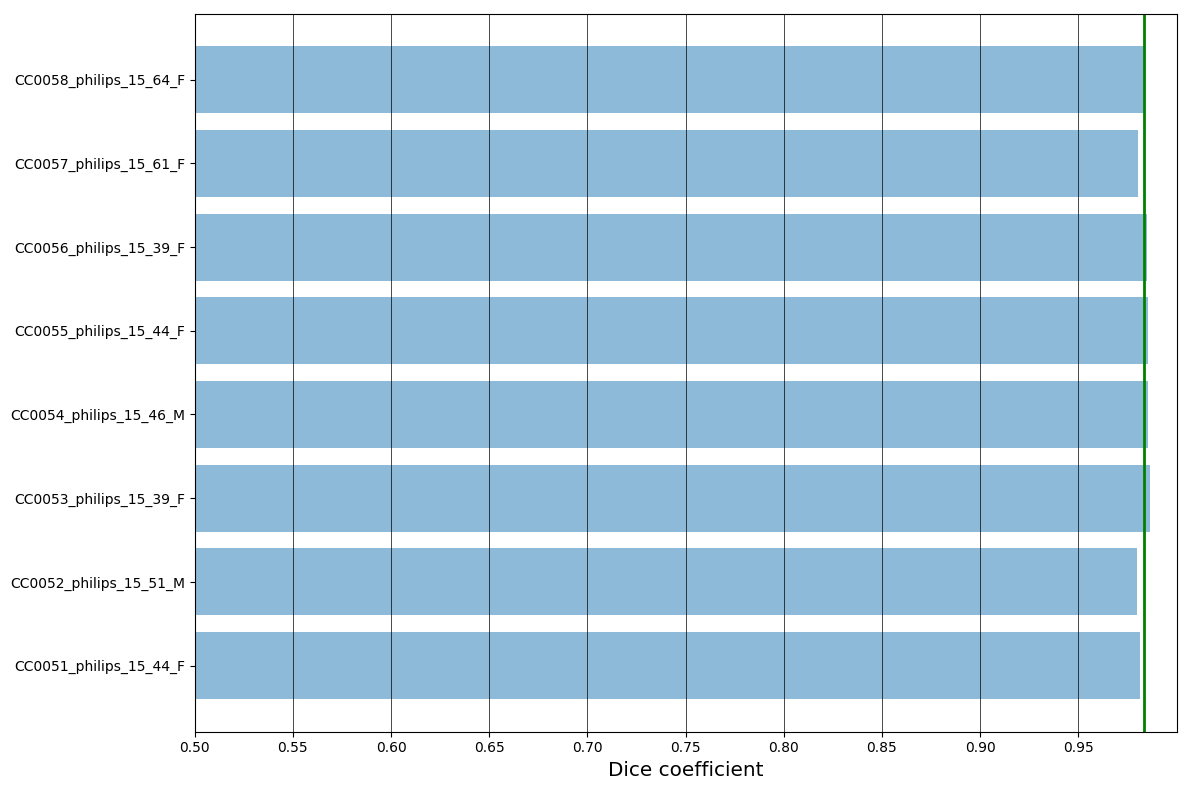 CC0058_philips_15_64_F
CC0057_philips_15_61_F
CC0056_philips_15_39_F
CC0055_philips_15_44_F
CC0054_philips_15_46_M
CC0053_philips_15_39_F
CC0052_philips_15_51_M
CC0051_philips_15_44_F
0.50 0.55 0.60 0.65 0.70 0.75 0.80 0.85 0.90 0.95
Dice coefficient